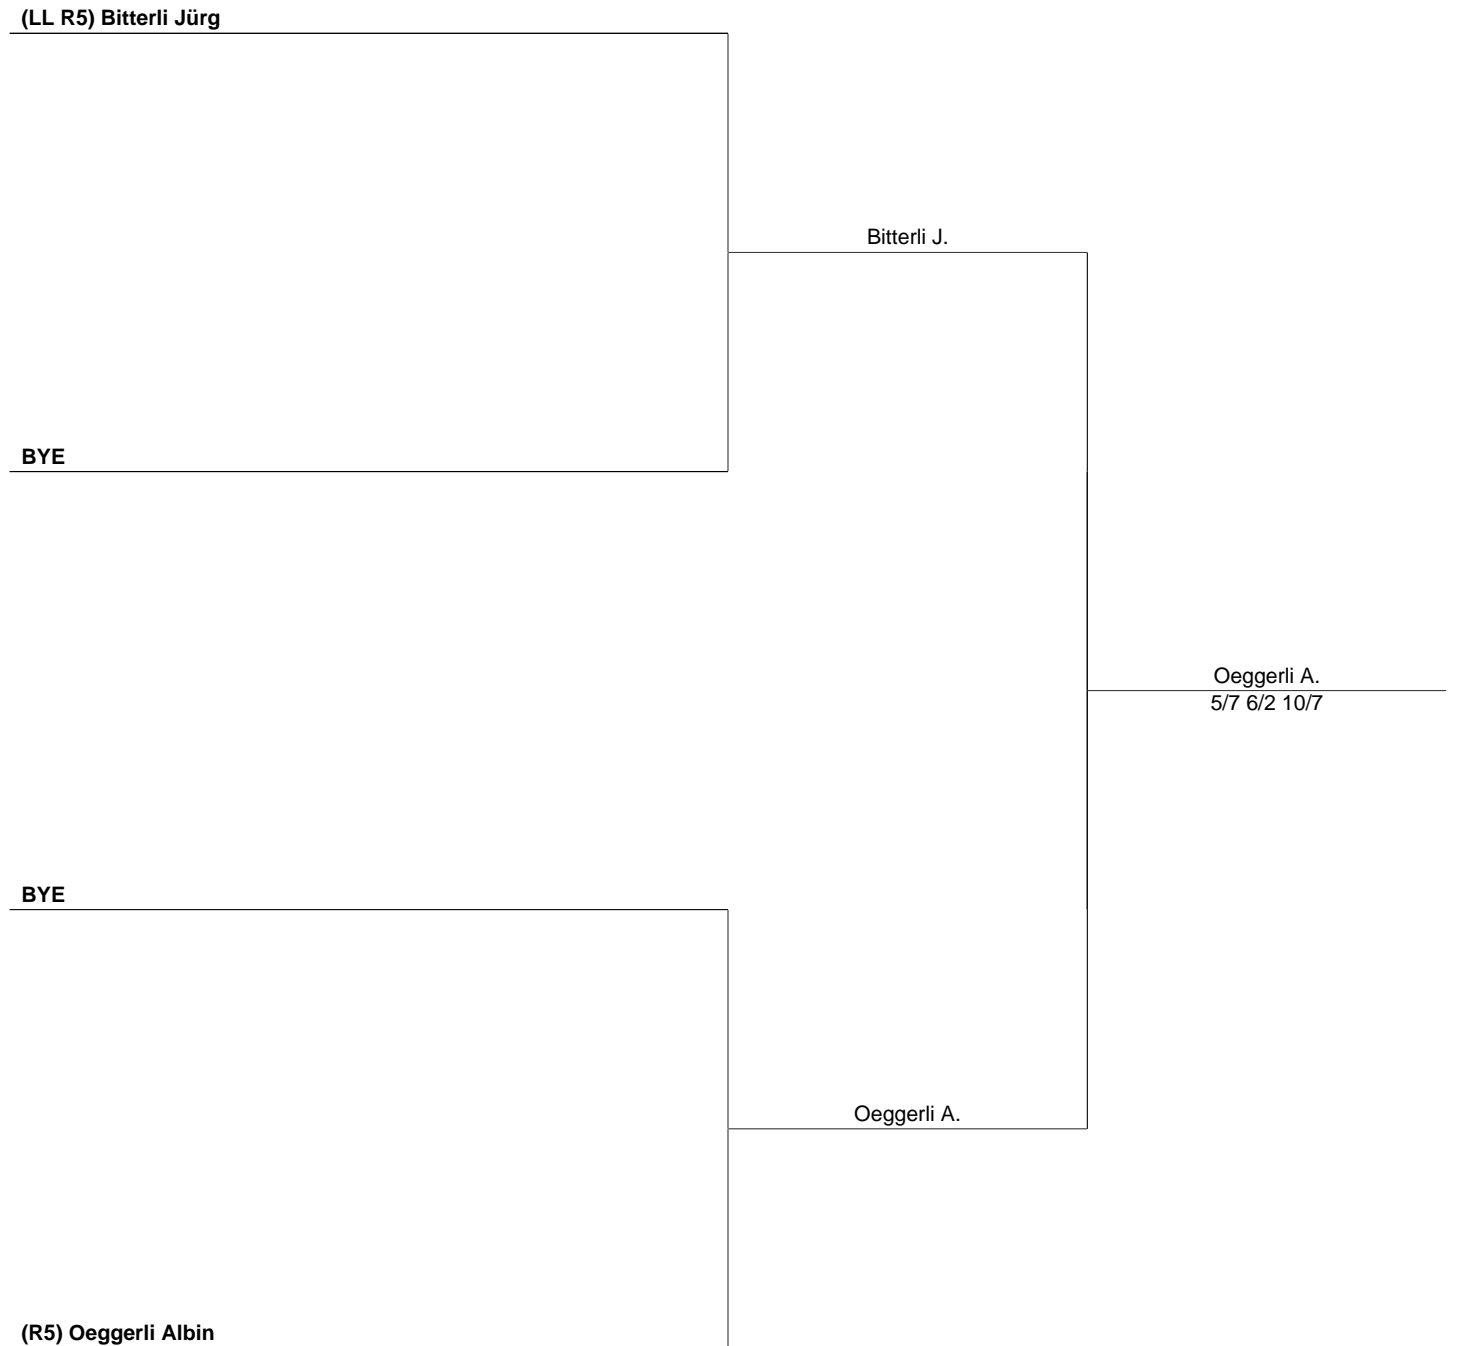 (LL R5) Bitterli Jürg
Bitterli J.
BYE
Oeggerli A.
5/7 6/2 10/7
BYE
Oeggerli A.
(R5) Oeggerli Albin